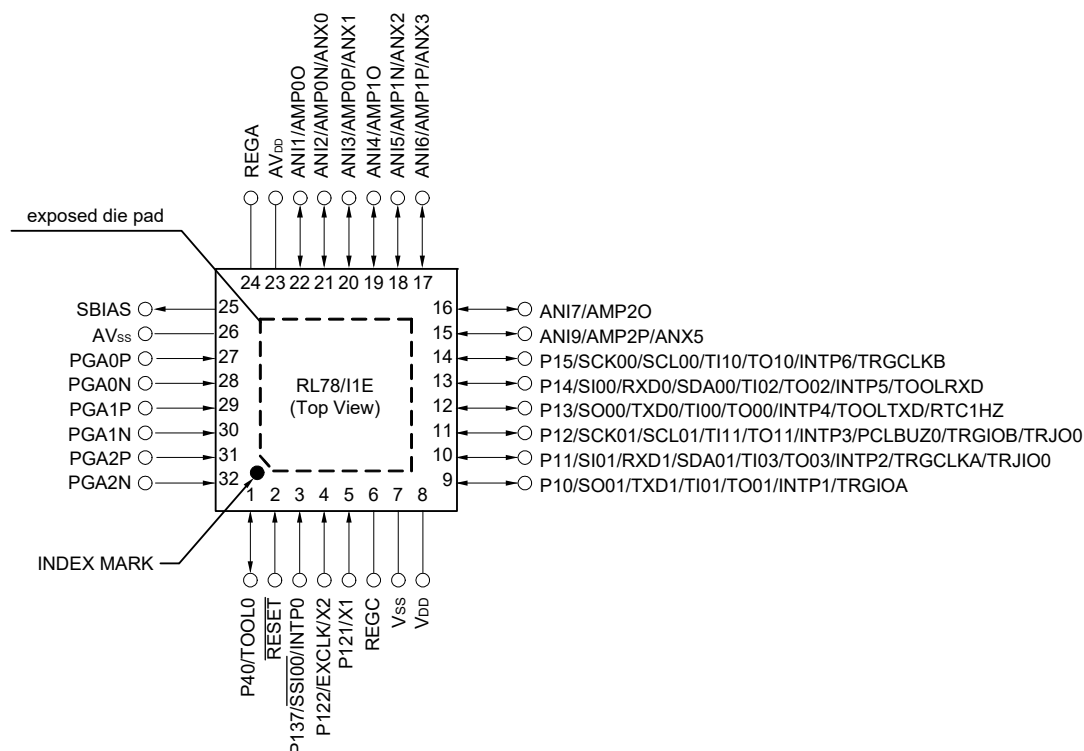 REGA
AVDD
ANI1/AMP0O
ANI2/AMP0N/ANX0
ANI3/AMP0P/ANX1
ANI4/AMP1O
ANI5/AMP1N/ANX2
ANI6/AMP1P/ANX3
exposed die pad
24 23 22 21 20 19 18 17
SBIAS 25
AVSS 26
PGA0P 27
PGA0N 28
PGA1P 29
PGA1N 30
PGA2P 31
PGA2N 32
RL78/I1E
(Top View)
16 ANI7/AMP2O
15 ANI9/AMP2P/ANX5
14 P15/SCK00/SCL00/TI10/TO10/INTP6/TRGCLKB
13 P14/SI00/RXD0/SDA00/TI02/TO02/INTP5/TOOLRXD
12 P13/SO00/TXD0/TI00/TO00/INTP4/TOOLTXD/RTC1HZ
11 P12/SCK01/SCL01/TI11/TO11/INTP3/PCLBUZ0/TRGIOB/TRJO0
10 P11/SI01/RXD1/SDA01/TI03/TO03/INTP2/TRGCLKA/TRJIO0
9 P10/SO01/TXD1/TI01/TO01/INTP1/TRGIOA
1 2 3 4 5 6 7 8
INDEX MARK
P40/TOOL0
RESET
P137/SSI00/INTP0
P122/EXCLK/X2
P121/X1
REGC
VSS
VDD